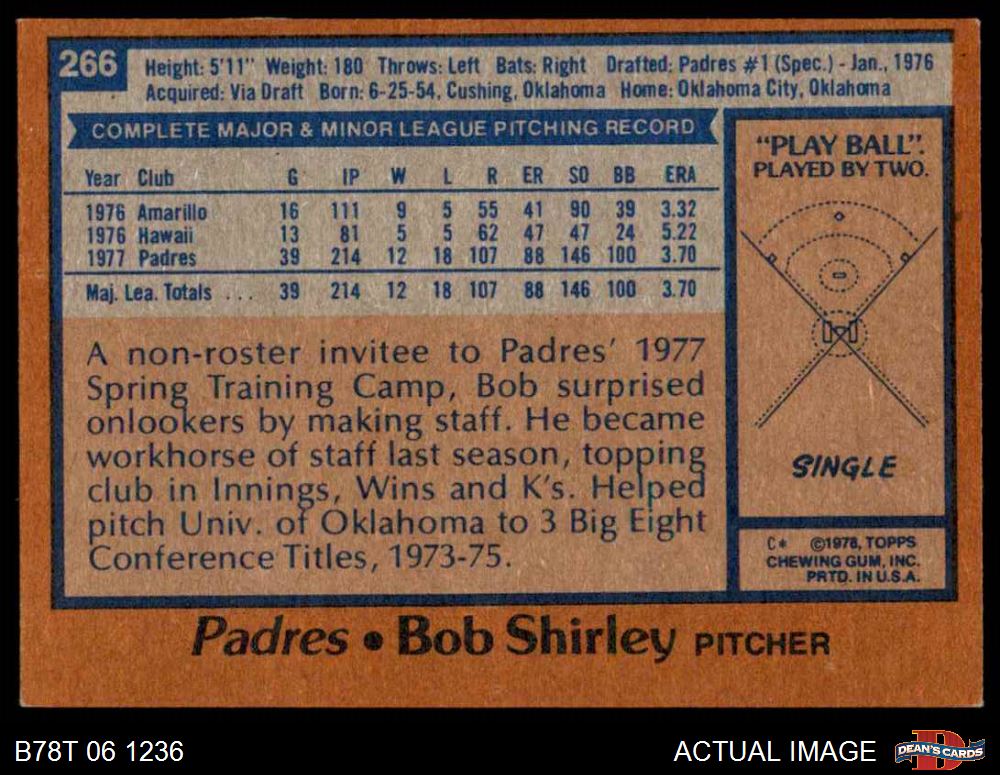 266
Height: 5'11" Weight: 180 Throws: Left Bats: Right Drafted: Padres #1 (Spec.) - Jan., 1976
Acquired: Via Draft Born: 6-25-54, Cushing, Oklahoma Home: Oklahoma City, Oklahoma
COMPLETE MAJOR & MINOR LEAGUE PITCHING RECORD
Year Club G IP W L R ER SO BB ERA
1976 Amarillo 16 111 9 5 55 41 90 39 3.32
1976 Hawaii 13 81 5 5 62 47 47 24 5.22
1977 Padres 39 214 12 18 107 88 146 100 3.70
Maj. Lea. Totals ... 39 214 12 18 107 88 146 100 3.70
A non-roster invitee to Padres' 1977
Spring Training Camp, Bob surprised
onlookers by making staff. He became
workhorse of staff last season, topping
club in Innings, Wins and K's. Helped
pitch Univ. of Oklahoma to 3 Big Eight
Conference Titles, 1973-75.
"PLAY BALL".
PLAYED BY TWO.
SINGLE
C* ©1978, TOPPS
CHEWING GUM, INC.
PRTD. IN U.S.A.
Padres • Bob Shirley PITCHER
B78T 06 1236
ACTUAL IMAGE
D
DEAN'S CARDS